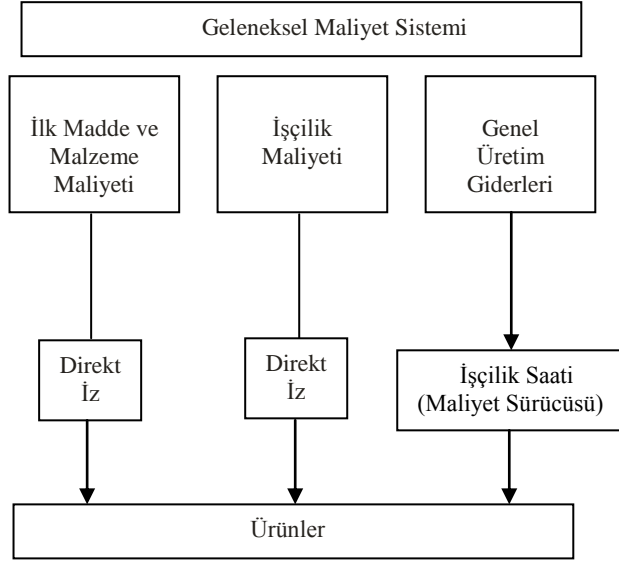 Geleneksel Maliyet Sistemi
İlk Madde ve
Malzeme
Maliyeti
İşçilik
Maliyeti
Genel
Üretim
Giderleri
Direkt
İz
Direkt
İz
İşçilik Saati
(Maliyet Sürücüsü)
Ürünler